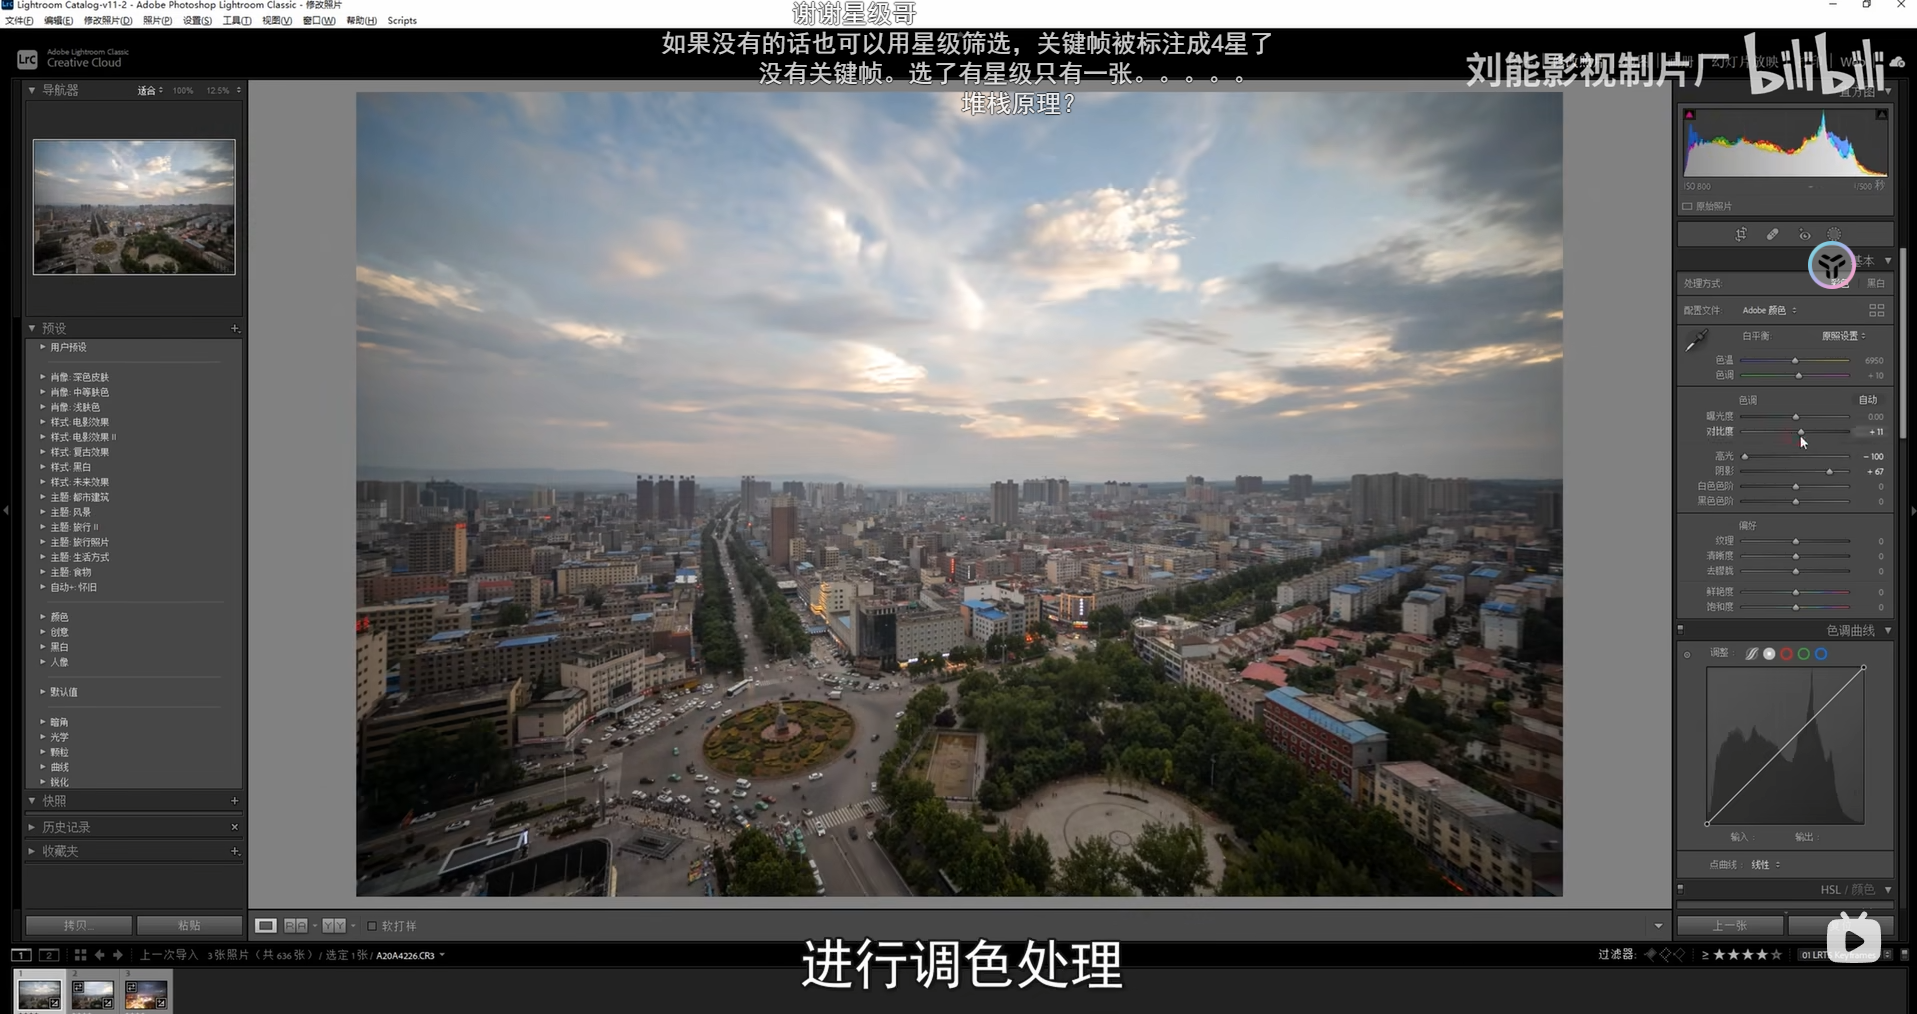 Lightroom Catalog-v11-2 - Adobe Photoshop Lightroom Classic - 修改照片
文件(F) 编辑(E) 修改照片(D) 照片(P) 设置(S) 工具(T) 视图(V) 窗口(W) 帮助(H) Scripts
谢谢星级哥
如果没有的话也可以用星级筛选，关键帧被标注成4星了
没有关键帧。选了有星级只有一张。。。。。
堆栈原理？
刘能影视制片厂 bilibili
Lrc
Adobe Lightroom Classic
Creative Cloud
导航器 适合 100% 12.5%
预设
用户预设
肖像: 深色皮肤
肖像: 中等肤色
肖像: 浅肤色
样式: 电影效果
样式: 电影效果 II
样式: 复古效果
样式: 黑白
样式: 未来效果
主题: 都市建筑
主题: 风景
主题: 旅行 II
主题: 旅行照片
主题: 生活方式
主题: 食物
自动+: 怀旧
颜色
创意
黑白
人像
默认值
暗角
光学
颗粒
曲线
锐化
快照
历史记录
收藏夹
拷贝... 粘贴
直方图
ISO 800 1/500 秒
原始照片
基本
处理方式 彩色 黑白
配置文件: Adobe 颜色
白平衡: 原照设置
色温 6950
色调 +10
色调 自动
曝光度 0.00
对比度 +11
高光 -100
阴影 +67
白色色阶 0
黑色色阶 0
偏好
纹理 0
清晰度 0
去朦胧 0
鲜艳度 0
饱和度 0
色调曲线
调整:
输入: 输出:
点曲线: 线性
HSL / 颜色
上一张
软打样
1 2 上一次导入 3张照片（共 636 张）/ 选定 1张 / A20A4226.CR3
过滤器: ≥ ★★★★☆
进行调色处理
1 2 3